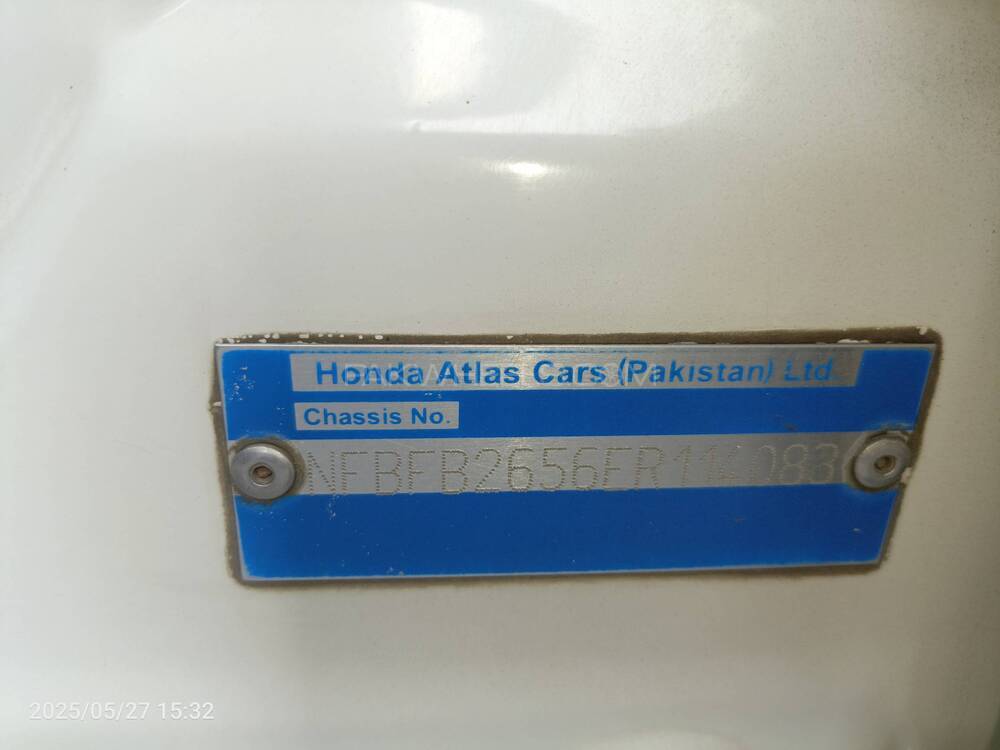 Honda Atlas Cars (Pakistan) Ltd.
Chassis No.
NFBFB2656ER114083
2025/05/27 15:32